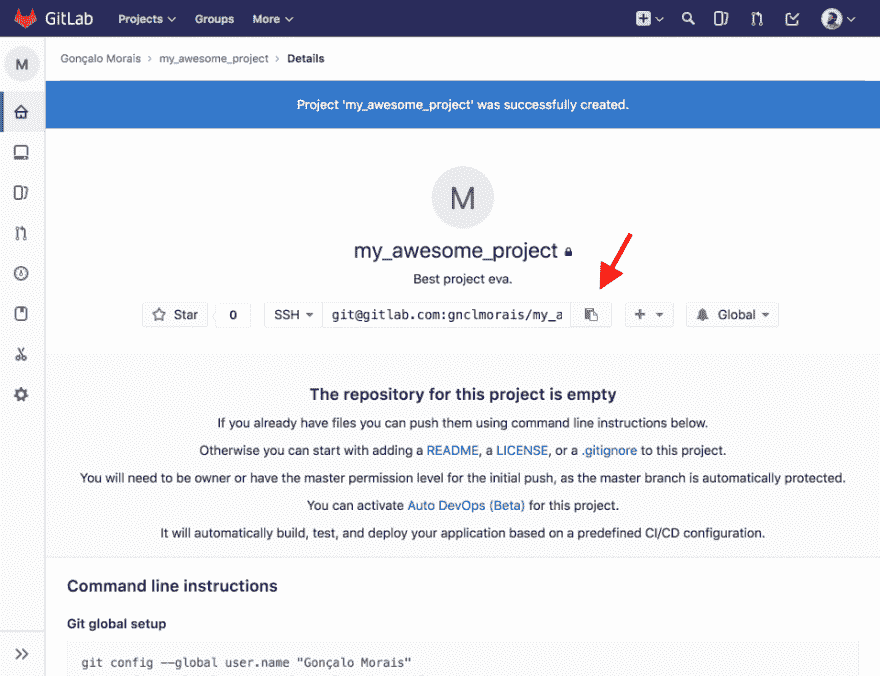 GitLab Projects Groups More
M Gonçalo Morais › my_awesome_project › Details
Project 'my_awesome_project' was successfully created.
M
my_awesome_project
Best project eva.
Star 0 SSH git@gitlab.com:gnclmorais/my_a + Global
The repository for this project is empty
If you already have files you can push them using command line instructions below.
Otherwise you can start with adding a README, a LICENSE, or a .gitignore to this project.
You will need to be owner or have the master permission level for the initial push, as the master branch is automatically protected.
You can activate Auto DevOps (Beta) for this project.
It will automatically build, test, and deploy your application based on a predefined CI/CD configuration.
Command line instructions
Git global setup
git config --global user.name "Gonçalo Morais"